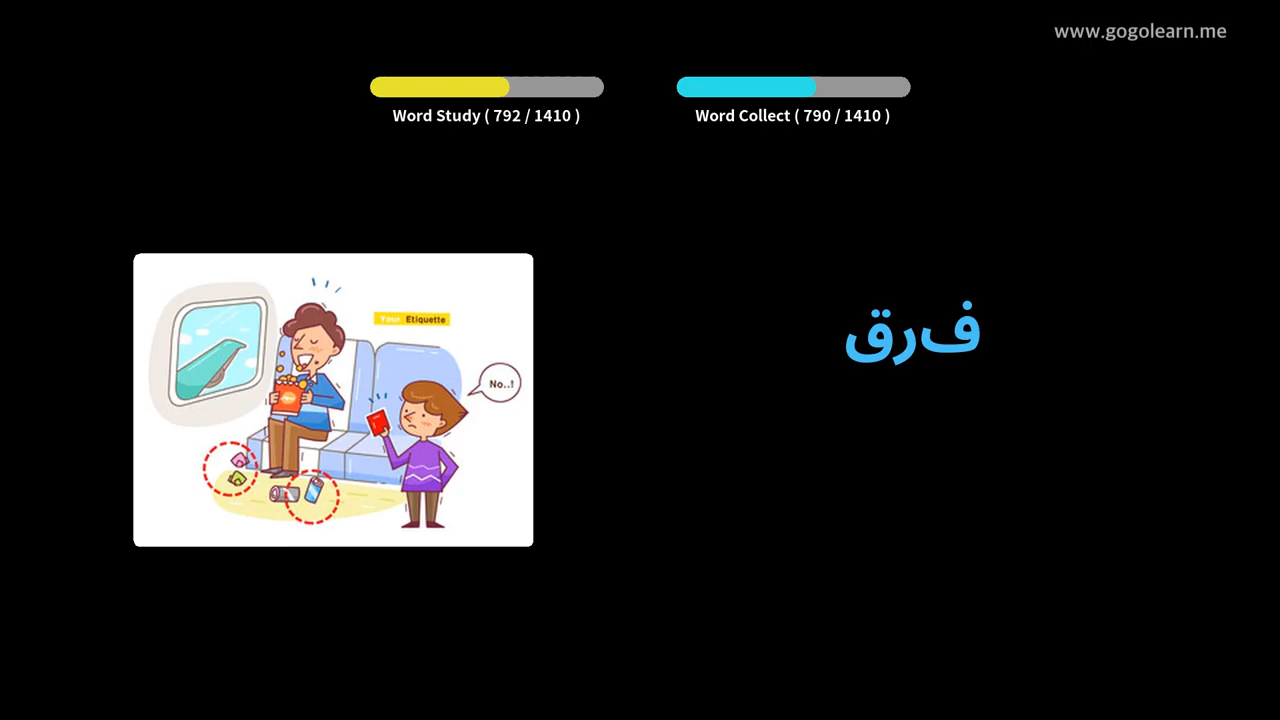 www.gogolearn.me
Word Study ( 792 / 1410 )
Word Collect ( 790 / 1410 )
Your Etiquette
No..!
فرق